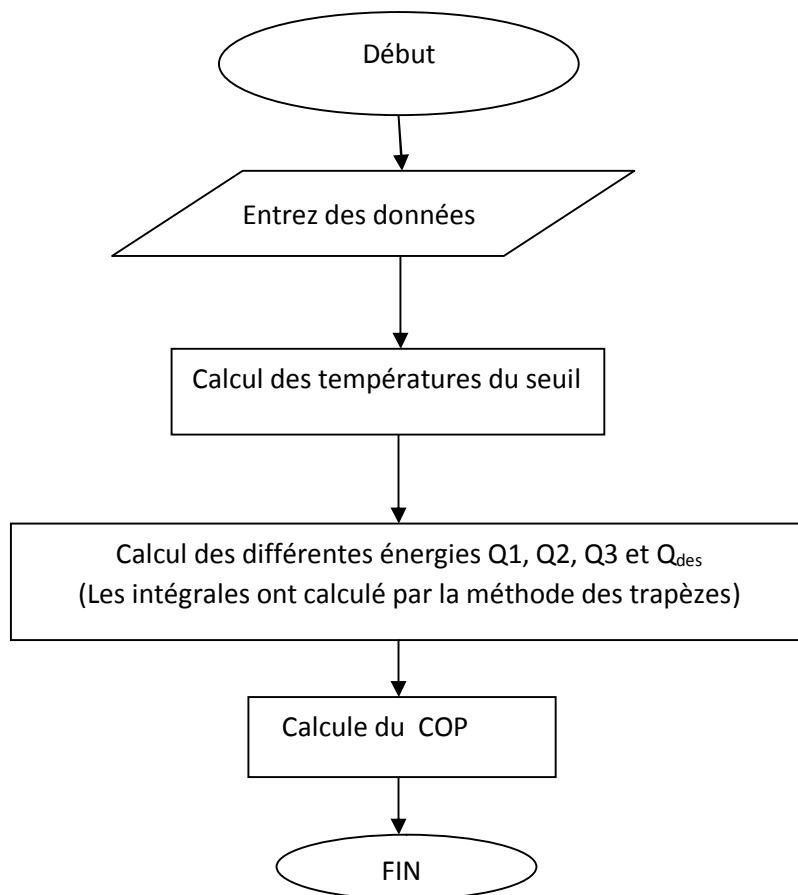 Début
Entrez des données
Calcul des températures du seuil
Calcul des différentes énergies Q1, Q2, Q3 et Qdes
(Les intégrales ont calculé par la méthode des trapèzes)
Calcule du  COP
FIN